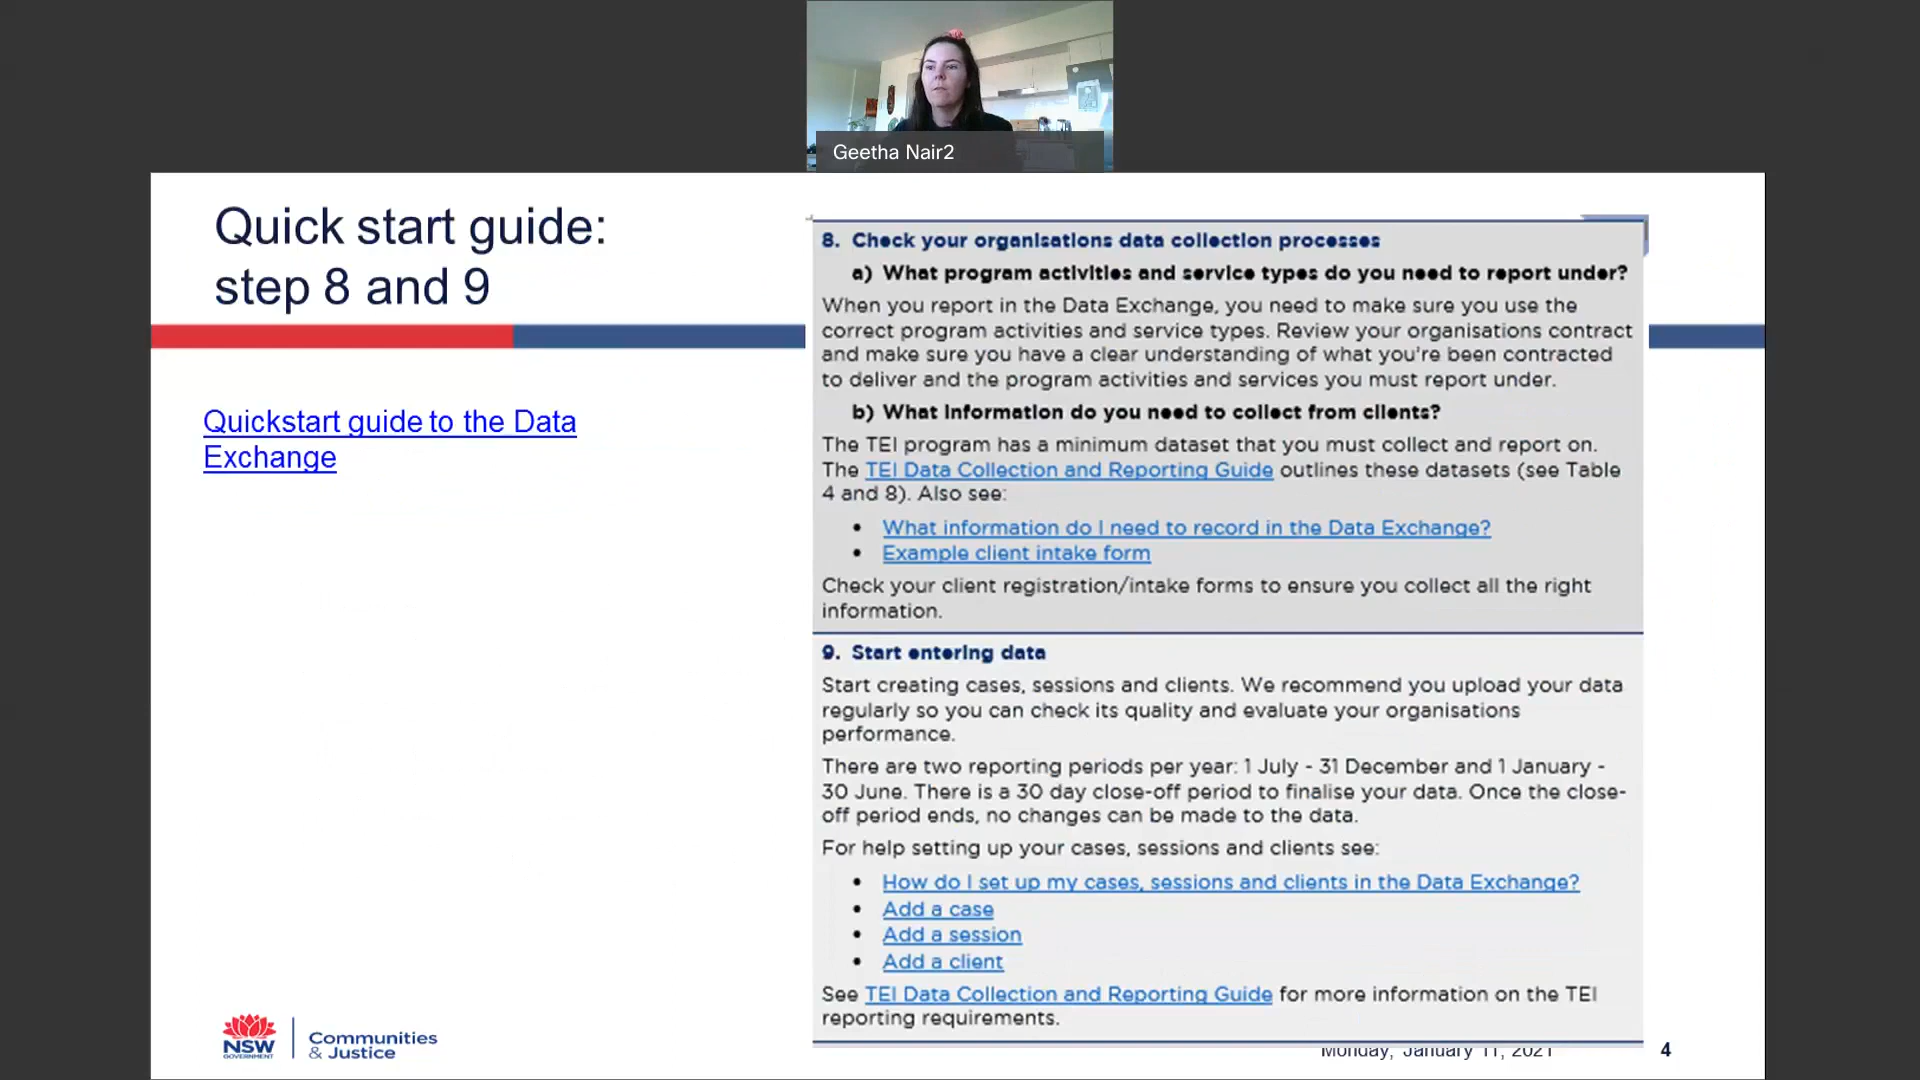 Geetha Nair2
Quick start guide:
step 8 and 9
Quickstart guide to the Data
Exchange
8. Check your organisations data collection processes
a) What program activities and service types do you need to report under?
When you report in the Data Exchange, you need to make sure you use the
correct program activities and service types. Review your organisations contract
and make sure you have a clear understanding of what you're been contracted
to deliver and the program activities and services you must report under.
b) What information do you need to collect from clients?
The TEI program has a minimum dataset that you must collect and report on.
The TEI Data Collection and Reporting Guide outlines these datasets (see Table
4 and 8). Also see:
• What information do I need to record in the Data Exchange?
• Example client intake form
Check your client registration/intake forms to ensure you collect all the right
information.
9. Start entering data
Start creating cases, sessions and clients. We recommend you upload your data
regularly so you can check its quality and evaluate your organisations
performance.
There are two reporting periods per year: 1 July - 31 December and 1 January -
30 June. There is a 30 day close-off period to finalise your data. Once the close-
off period ends, no changes can be made to the data.
For help setting up your cases, sessions and clients see:
• How do I set up my cases, sessions and clients in the Data Exchange?
• Add a case
• Add a session
• Add a client
See TEI Data Collection and Reporting Guide for more information on the TEI
reporting requirements.
NSW
GOVERNMENT
Communities
& Justice
Monday, January 11, 2021
4